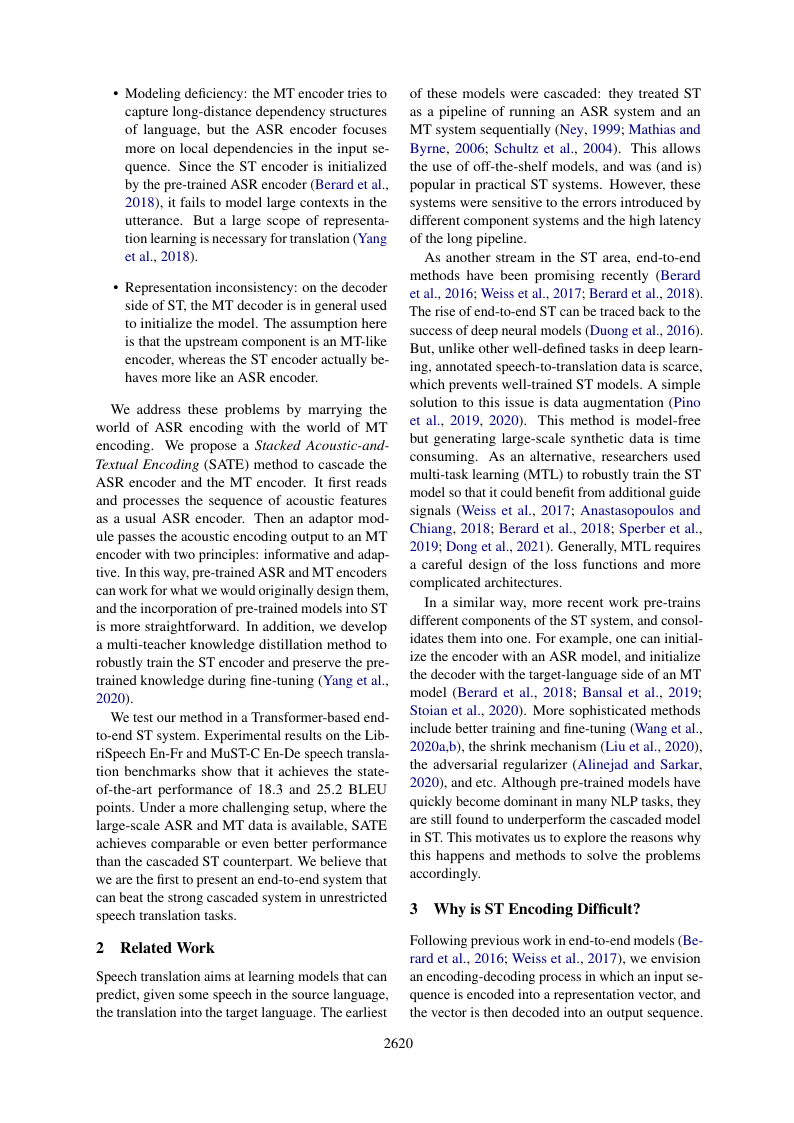 • Modeling deficiency: the MT encoder tries to
capture long-distance dependency structures
of language, but the ASR encoder focuses
more on local dependencies in the input se-
quence. Since the ST encoder is initialized
by the pre-trained ASR encoder (Berard et al.,
2018), it fails to model large contexts in the
utterance. But a large scope of representa-
tion learning is necessary for translation (Yang
et al., 2018).
• Representation inconsistency: on the decoder
side of ST, the MT decoder is in general used
to initialize the model. The assumption here
is that the upstream component is an MT-like
encoder, whereas the ST encoder actually be-
haves more like an ASR encoder.
We address these problems by marrying the
world of ASR encoding with the world of MT
encoding. We propose a Stacked Acoustic-and-
Textual Encoding (SATE) method to cascade the
ASR encoder and the MT encoder. It first reads
and processes the sequence of acoustic features
as a usual ASR encoder. Then an adaptor mod-
ule passes the acoustic encoding output to an MT
encoder with two principles: informative and adap-
tive. In this way, pre-trained ASR and MT encoders
can work for what we would originally design them,
and the incorporation of pre-trained models into ST
is more straightforward. In addition, we develop
a multi-teacher knowledge distillation method to
robustly train the ST encoder and preserve the pre-
trained knowledge during fine-tuning (Yang et al.,
2020).
We test our method in a Transformer-based end-
to-end ST system. Experimental results on the Lib-
riSpeech En-Fr and MuST-C En-De speech transla-
tion benchmarks show that it achieves the state-
of-the-art performance of 18.3 and 25.2 BLEU
points. Under a more challenging setup, where the
large-scale ASR and MT data is available, SATE
achieves comparable or even better performance
than the cascaded ST counterpart. We believe that
we are the first to present an end-to-end system that
can beat the strong cascaded system in unrestricted
speech translation tasks.
2 Related Work
Speech translation aims at learning models that can
predict, given some speech in the source language,
the translation into the target language. The earliest
of these models were cascaded: they treated ST
as a pipeline of running an ASR system and an
MT system sequentially (Ney, 1999; Mathias and
Byrne, 2006; Schultz et al., 2004). This allows
the use of off-the-shelf models, and was (and is)
popular in practical ST systems. However, these
systems were sensitive to the errors introduced by
different component systems and the high latency
of the long pipeline.
As another stream in the ST area, end-to-end
methods have been promising recently (Berard
et al., 2016; Weiss et al., 2017; Berard et al., 2018).
The rise of end-to-end ST can be traced back to the
success of deep neural models (Duong et al., 2016).
But, unlike other well-defined tasks in deep learn-
ing, annotated speech-to-translation data is scarce,
which prevents well-trained ST models. A simple
solution to this issue is data augmentation (Pino
et al., 2019, 2020). This method is model-free
but generating large-scale synthetic data is time
consuming. As an alternative, researchers used
multi-task learning (MTL) to robustly train the ST
model so that it could benefit from additional guide
signals (Weiss et al., 2017; Anastasopoulos and
Chiang, 2018; Berard et al., 2018; Sperber et al.,
2019; Dong et al., 2021). Generally, MTL requires
a careful design of the loss functions and more
complicated architectures.
In a similar way, more recent work pre-trains
different components of the ST system, and consol-
idates them into one. For example, one can initial-
ize the encoder with an ASR model, and initialize
the decoder with the target-language side of an MT
model (Berard et al., 2018; Bansal et al., 2019;
Stoian et al., 2020). More sophisticated methods
include better training and fine-tuning (Wang et al.,
2020a,b), the shrink mechanism (Liu et al., 2020),
the adversarial regularizer (Alinejad and Sarkar,
2020), and etc. Although pre-trained models have
quickly become dominant in many NLP tasks, they
are still found to underperform the cascaded model
in ST. This motivates us to explore the reasons why
this happens and methods to solve the problems
accordingly.
3 Why is ST Encoding Difficult?
Following previous work in end-to-end models (Be-
rard et al., 2016; Weiss et al., 2017), we envision
an encoding-decoding process in which an input se-
quence is encoded into a representation vector, and
the vector is then decoded into an output sequence.
2620